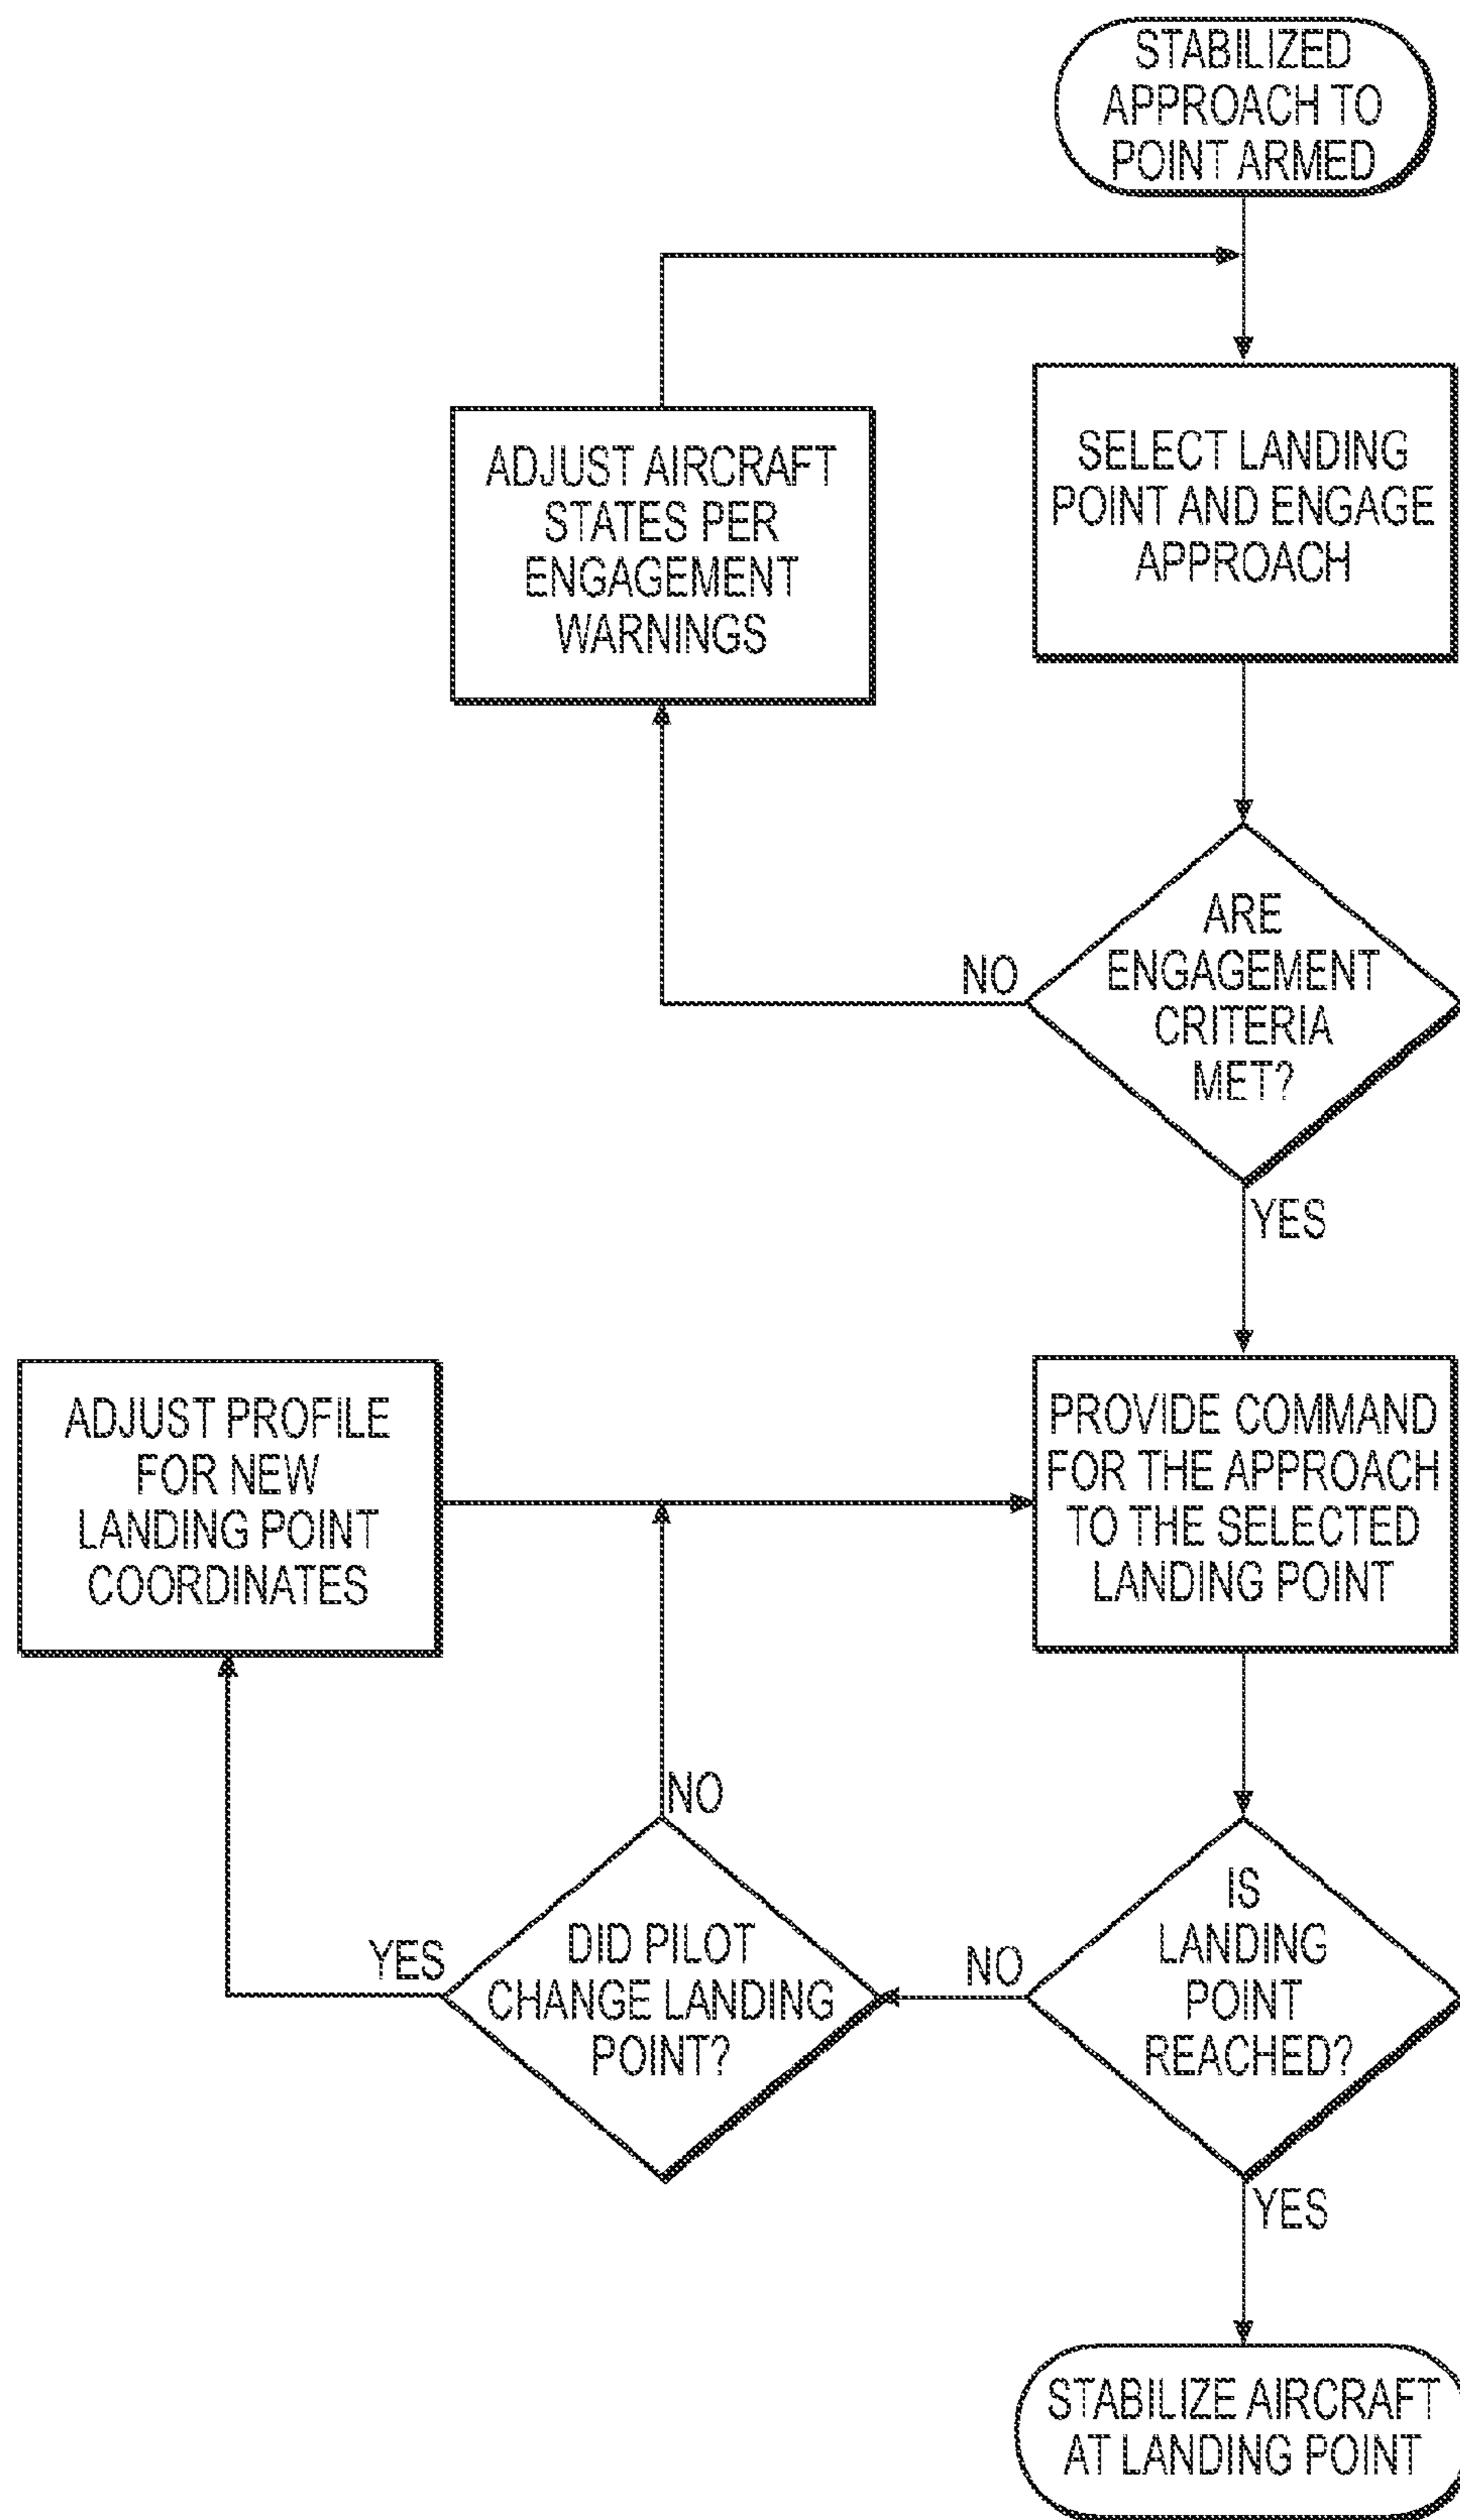 STABILIZED
APPROACH TO
POINT ARMED
ADJUST AIRCRAFT
STATES PER
ENGAGEMENT
WARNINGS
SELECT LANDING
POINT AND ENGAGE
APPROACH
ARE
ENGAGEMENT
CRITERIA
MET?
NO
YES
ADJUST PROFILE
FOR NEW
LANDING POINT
COORDINATES
PROVIDE COMMAND
FOR THE APPROACH
TO THE SELECTED
LANDING POINT
NO
YES
DID PILOT
CHANGE LANDING
POINT?
NO
IS
LANDING
POINT
REACHED?
YES
STABILIZE AIRCRAFT
AT LANDING POINT